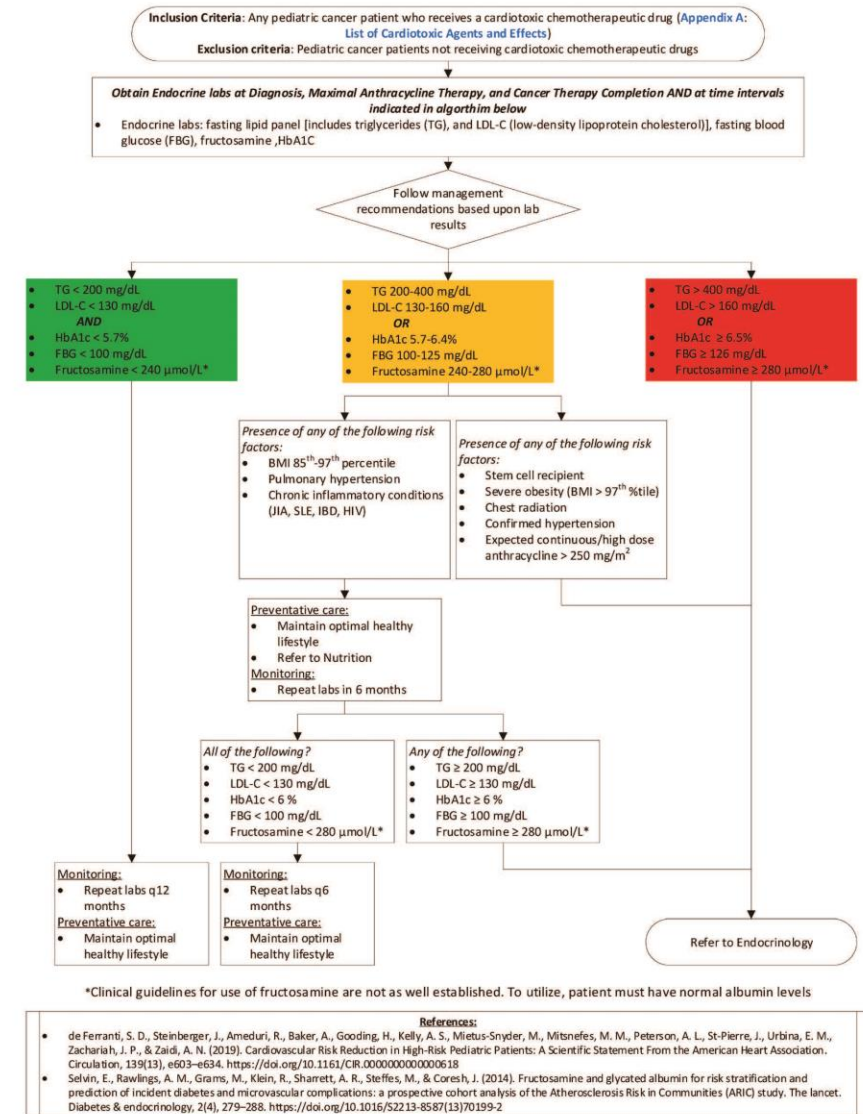 Inclusion Criteria: Any pediatric cancer patient who receives a cardiotoxic chemotherapeutic drug (Appendix A:
List of Cardiotoxic Agents and Effects)
Exclusion criteria: Pediatric cancer patients not receiving cardiotoxic chemotherapeutic drugs
Obtain Endocrine labs at Diagnosis, Maximal Anthracycline Therapy, and Cancer Therapy Completion AND at time intervals
indicated in algorthim below
• Endocrine labs: fasting lipid panel [includes triglycerides (TG), and LDL-C (low-density lipoprotein cholesterol)], fasting blood
glucose (FBG), fructosamine ,HbA1C
Follow management
recommendations based upon lab
results
• TG < 200 mg/dL
• LDL-C < 130 mg/dL
AND
• HbA1c < 5.7%
• FBG < 100 mg/dL
• Fructosamine < 240 µmol/L*
• TG 200-400 mg/dL
• LDL-C 130-160 mg/dL
OR
• HbA1c 5.7-6.4%
• FBG 100-125 mg/dL
• Fructosamine 240-280 µmol/L*
• TG > 400 mg/dL
• LDL-C > 160 mg/dL
OR
• HbA1c ≥ 6.5%
• FBG ≥ 126 mg/dL
• Fructosamine ≥ 280 µmol/L*
Presence of any of the following risk
factors:
• BMI 85th-97th percentile
• Pulmonary hypertension
• Chronic inflammatory conditions
(JIA, SLE, IBD, HIV)
Presence of any of the following risk
factors:
• Stem cell recipient
• Severe obesity (BMI > 97th %tile)
• Chest radiation
• Confirmed hypertension
• Expected continuous/high dose
anthracycline > 250 mg/m²
Preventative care:
• Maintain optimal healthy
lifestyle
• Refer to Nutrition
Monitoring:
• Repeat labs in 6 months
All of the following?
• TG < 200 mg/dL
• LDL-C < 130 mg/dL
• HbA1c < 6 %
• FBG < 100 mg/dL
• Fructosamine < 280 µmol/L*
Any of the following?
• TG ≥ 200 mg/dL
• LDL-C ≥ 130 mg/dL
• HbA1c ≥ 6 %
• FBG ≥ 100 mg/dL
• Fructosamine ≥ 280 µmol/L*
Monitoring:
• Repeat labs q12
months
Preventative care:
• Maintain optimal
healthy lifestyle
Monitoring:
• Repeat labs q6
months
Preventative care:
• Maintain optimal
healthy lifestyle
Refer to Endocrinology
*Clinical guidelines for use of fructosamine are not as well established. To utilize, patient must have normal albumin levels
References:
• de Ferranti, S. D., Steinberger, J., Ameduri, R., Baker, A., Gooding, H., Kelly, A. S., Mietus-Snyder, M., Mitsnefes, M. M., Peterson, A. L., St-Pierre, J., Urbina, E. M.,
Zachariah, J. P., & Zaidi, A. N. (2019). Cardiovascular Risk Reduction in High-Risk Pediatric Patients: A Scientific Statement From the American Heart Association.
Circulation, 139(13), e603–e634. https://doi.org/10.1161/CIR.0000000000000618
• Selvin, E., Rawlings, A. M., Grams, M., Klein, R., Sharrett, A. R., Steffes, M., & Coresh, J. (2014). Fructosamine and glycated albumin for risk stratification and
prediction of incident diabetes and microvascular complications: a prospective cohort analysis of the Atherosclerosis Risk in Communities (ARIC) study. The lancet.
Diabetes & endocrinology, 2(4), 279–288. https://doi.org/10.1016/S2213-8587(13)70199-2